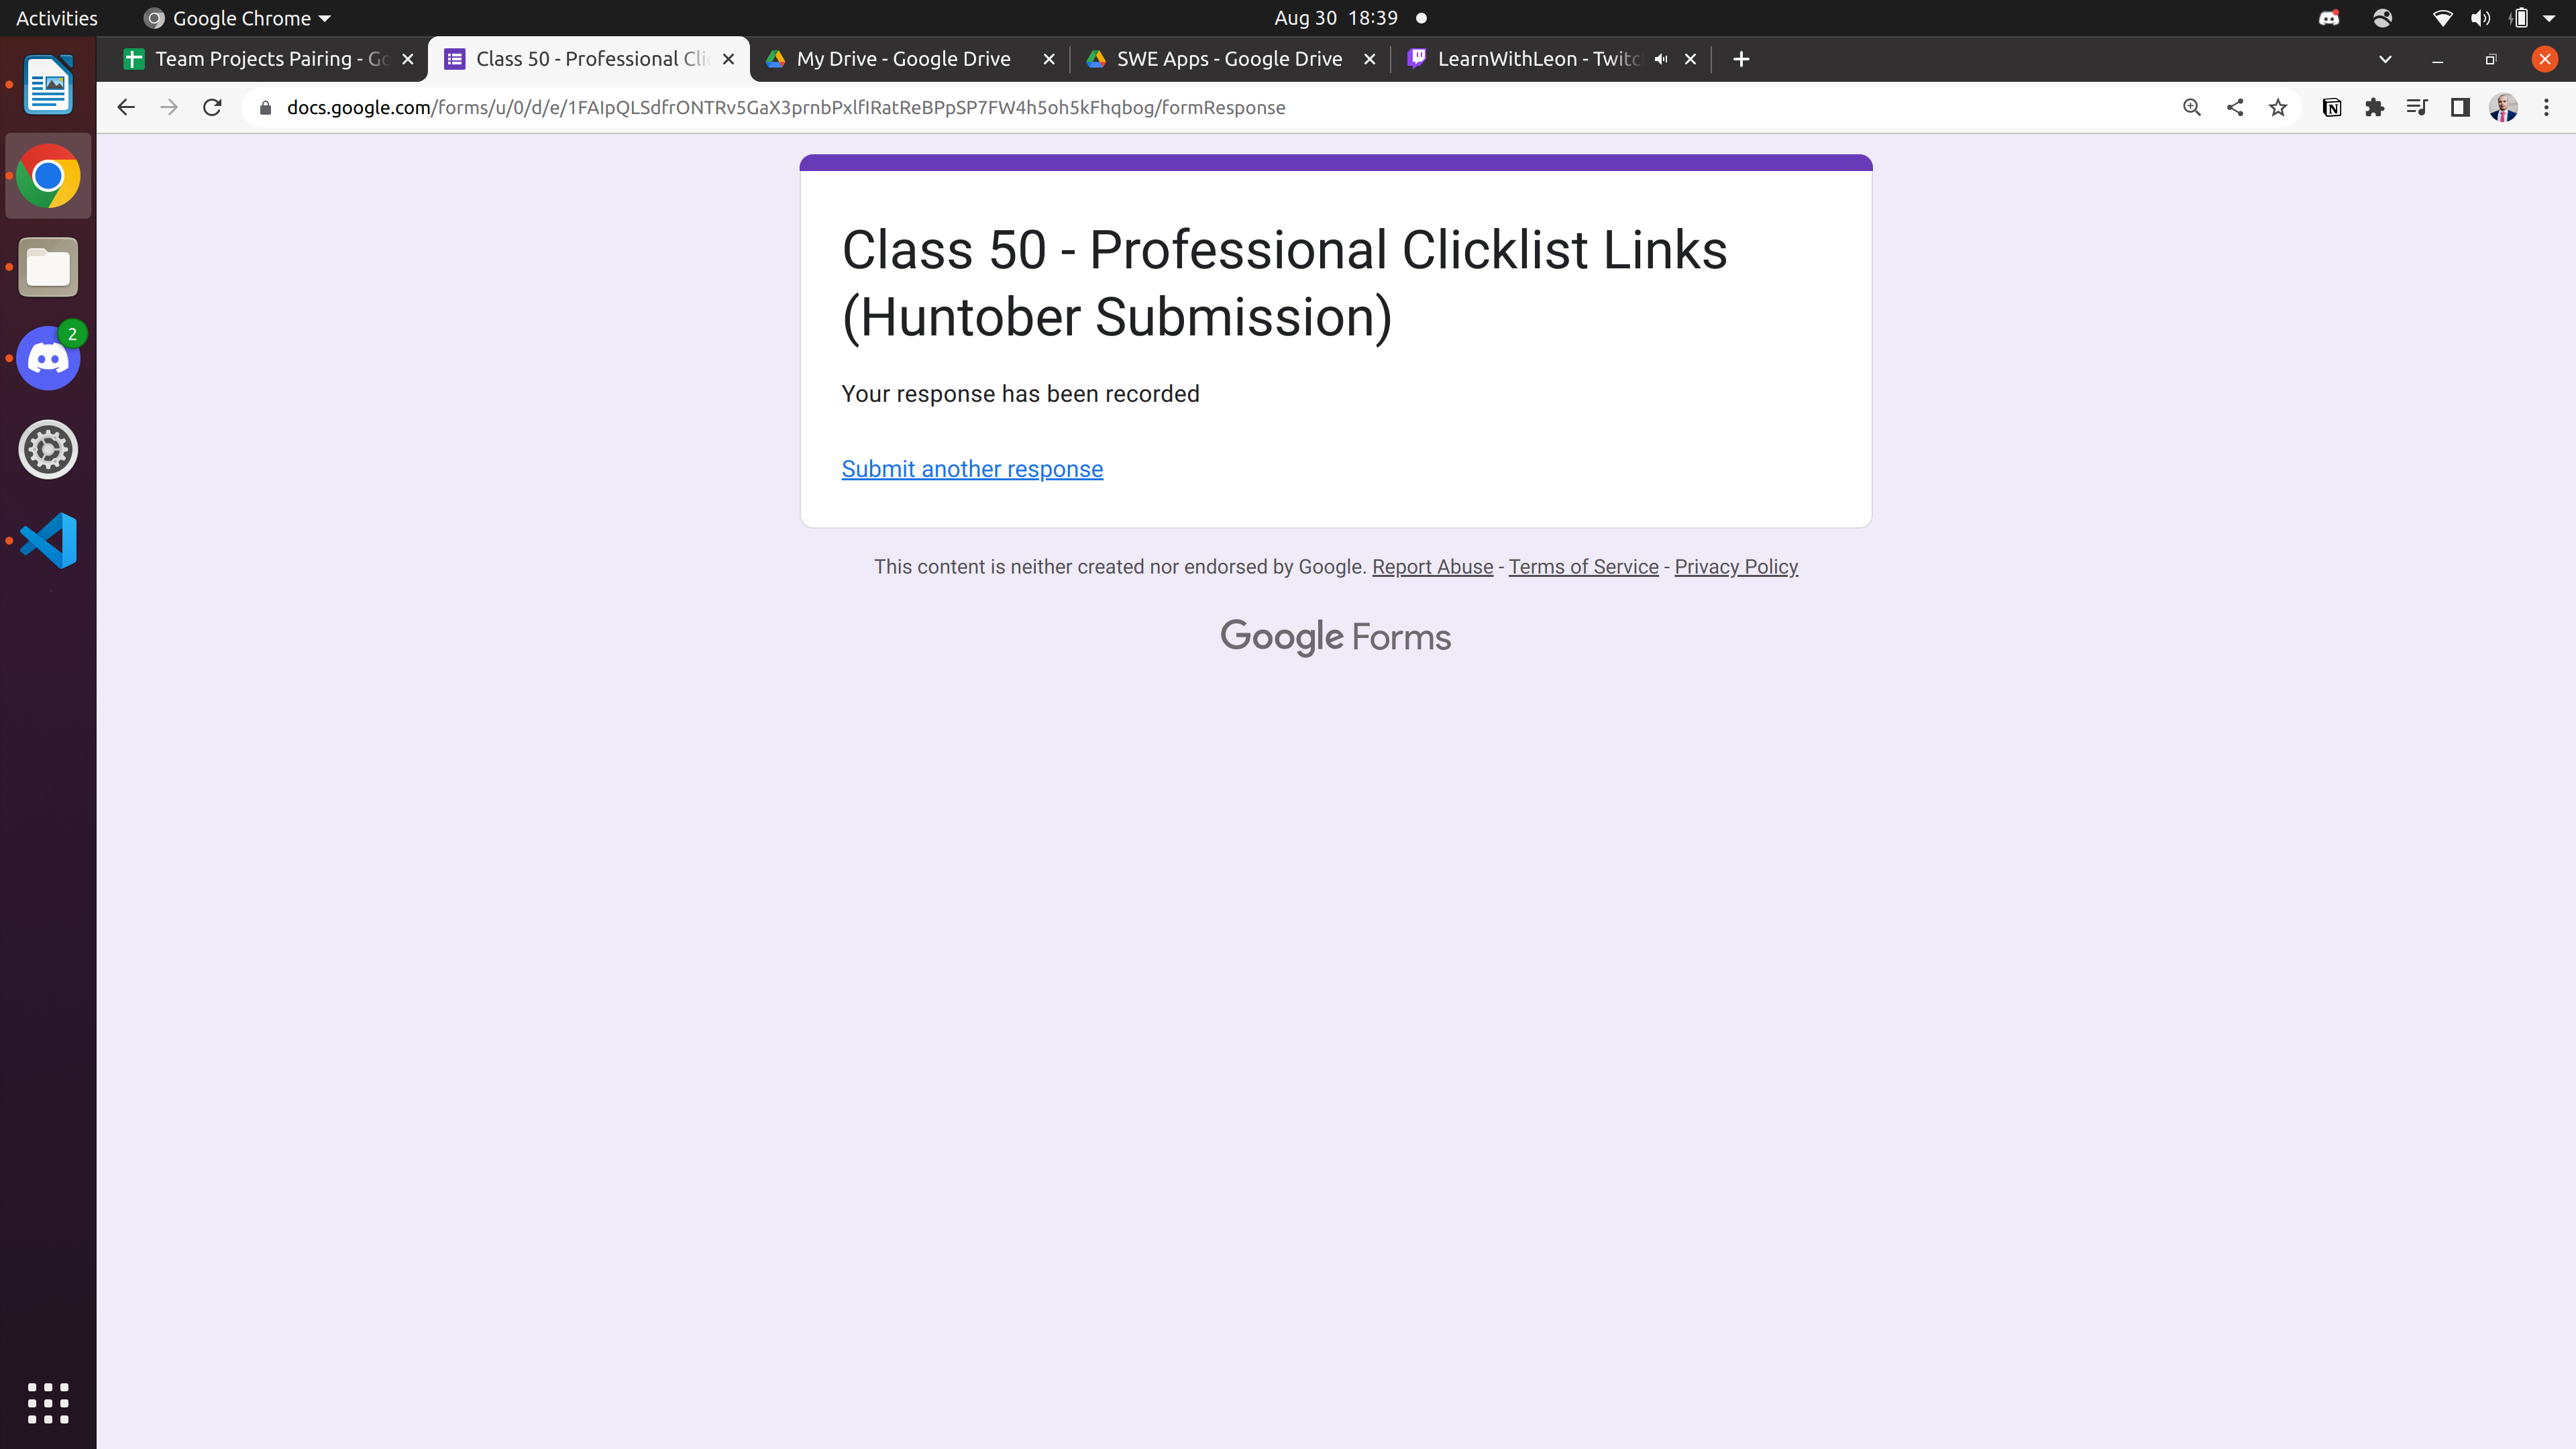 Activities
Google Chrome
Aug 30 18:39
Team Projects Pairing - Go
Class 50 - Professional Clic
My Drive - Google Drive
SWE Apps - Google Drive
LearnWithLeon - Twitch
docs.google.com/forms/u/0/d/e/1FAIpQLSdfrONTRv5GaX3prnbPxlfIRatReBPpSP7FW4h5oh5kFhqbog/formResponse
2
Class 50 - Professional Clicklist Links
(Huntober Submission)
Your response has been recorded
Submit another response
This content is neither created nor endorsed by Google. Report Abuse - Terms of Service - Privacy Policy
Google Forms